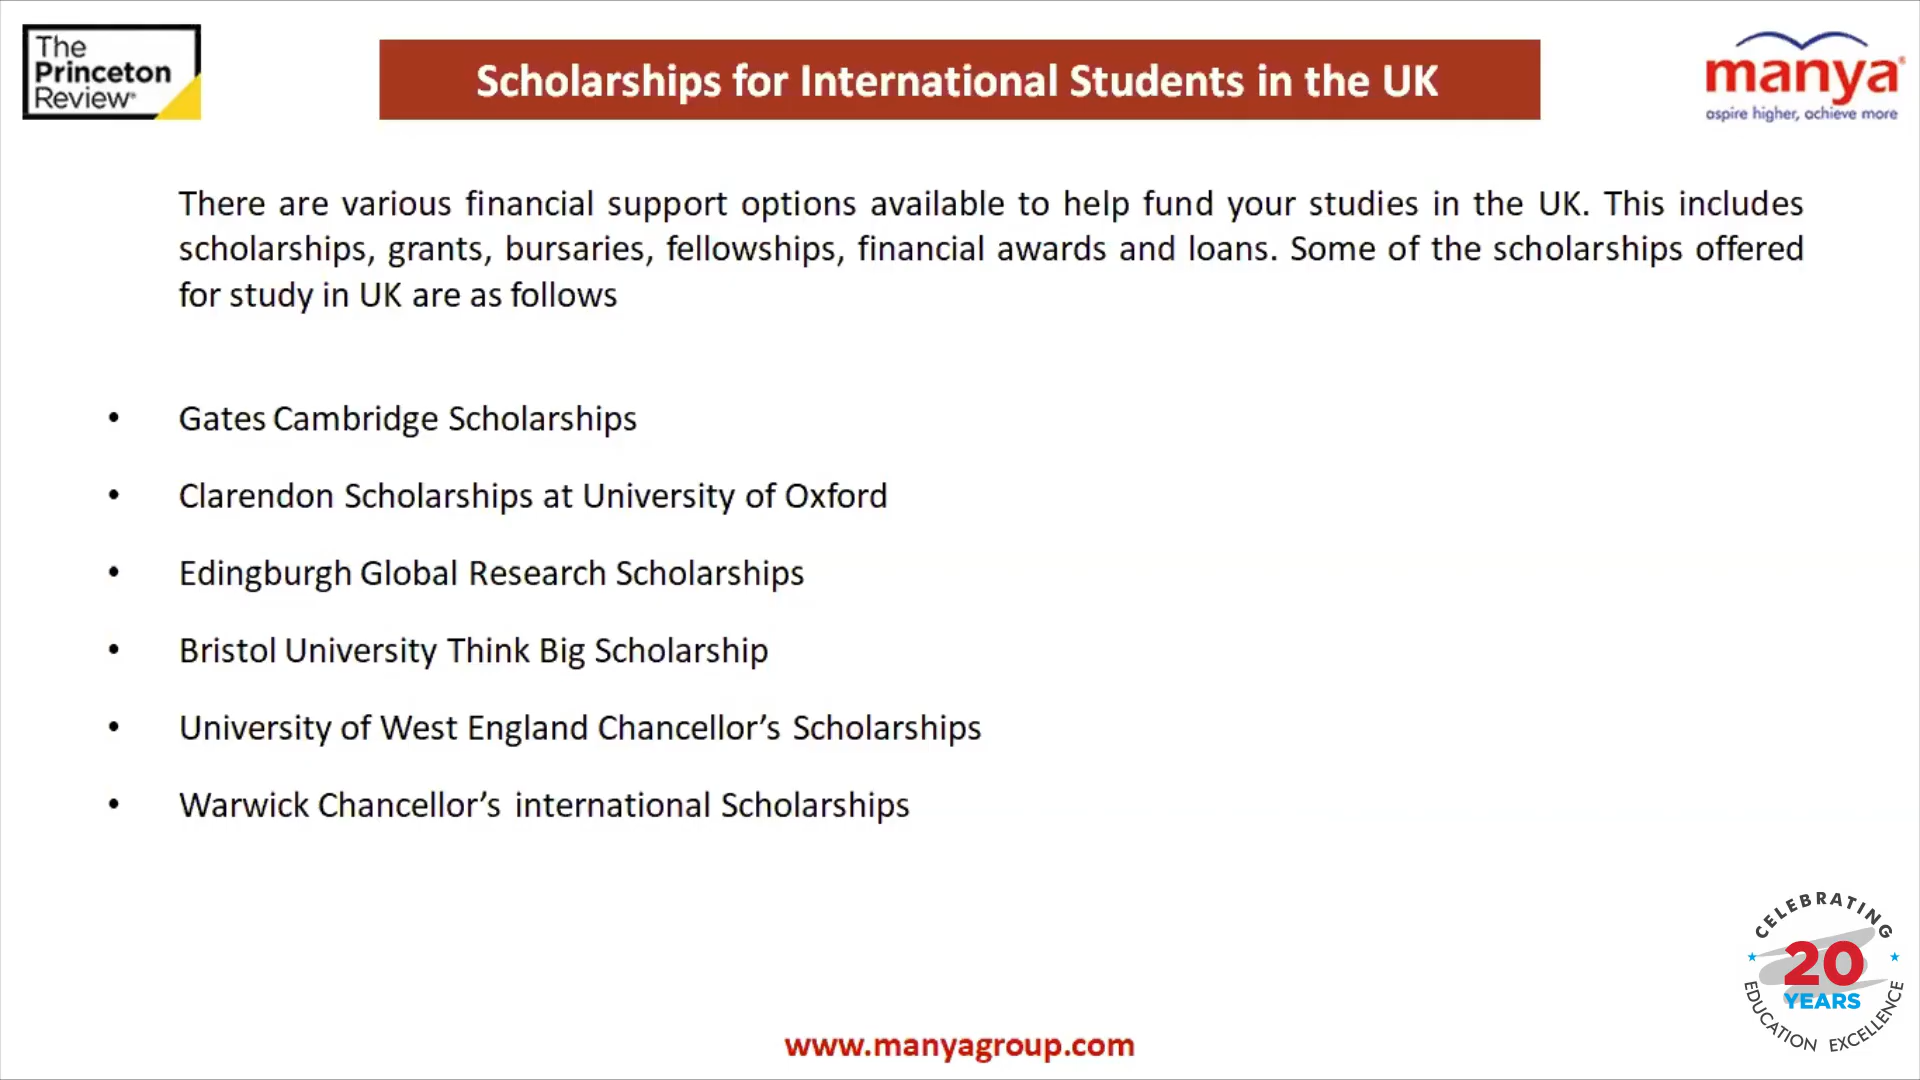 The
Princeton
Review®
Scholarships for International Students in the UK
manya®
aspire higher, achieve more
There are various financial support options available to help fund your studies in the UK. This includes
scholarships, grants, bursaries, fellowships, financial awards and loans. Some of the scholarships offered
for study in UK are as follows
• Gates Cambridge Scholarships
• Clarendon Scholarships at University of Oxford
• Edingburgh Global Research Scholarships
• Bristol University Think Big Scholarship
• University of West England Chancellor’s Scholarships
• Warwick Chancellor’s international Scholarships
CELEBRATING
20
YEARS
EDUCATION EXCELLENCE
www.manyagroup.com